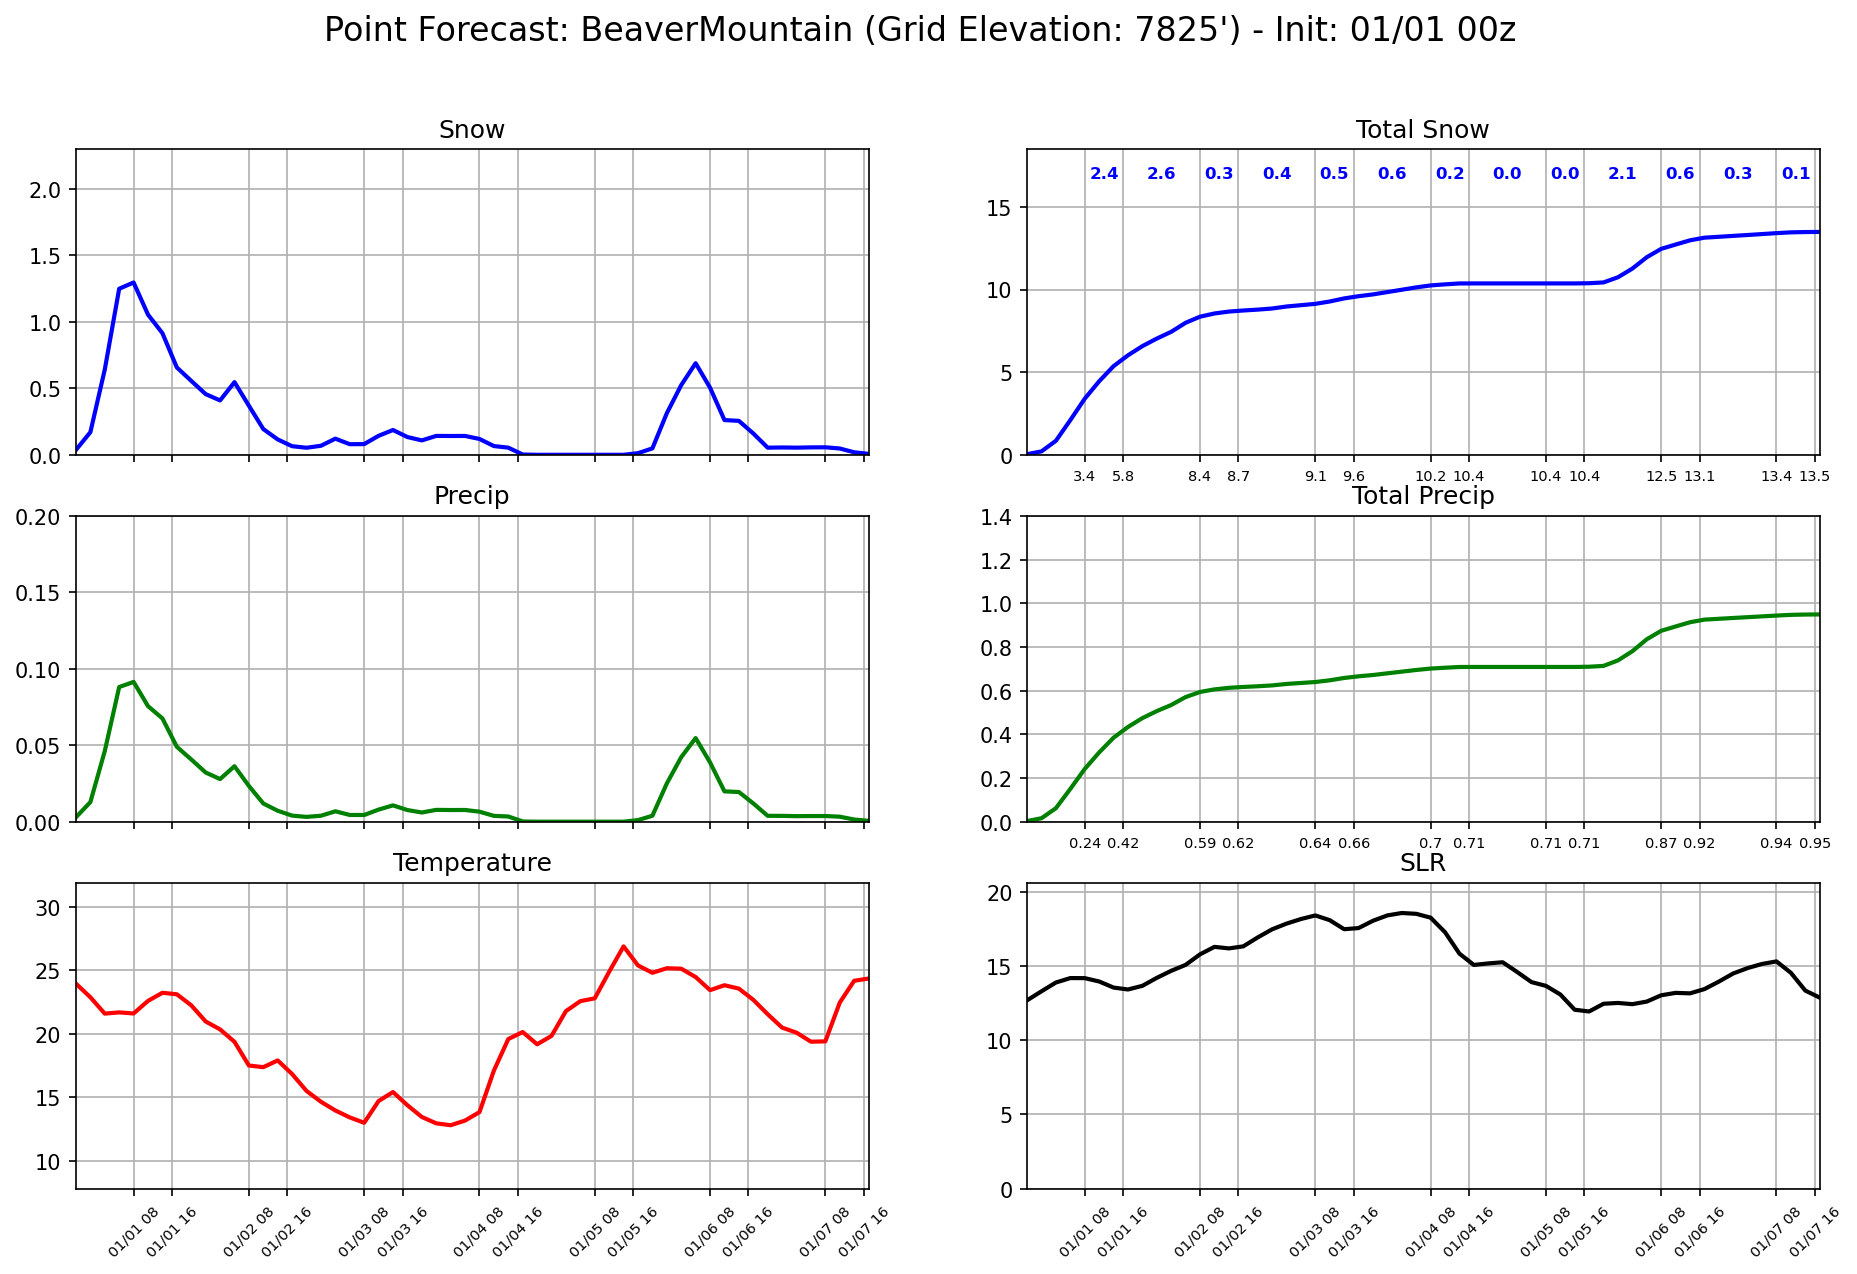 Point Forecast: BeaverMountain (Grid Elevation: 7825') - Init: 01/01 00z
Snow
2.0
1.5
1.0
0.5
0.0
Total Snow
2.4 2.6 0.3 0.4 0.5 0.6 0.2 0.0 0.0 2.1 0.6 0.3 0.1
15
10
5
0
3.4 5.8 8.4 8.7 9.1 9.6 10.2 10.4 10.4 10.4 12.5 13.1 13.4 13.5
Precip
0.20
0.15
0.10
0.05
0.00
Total Precip
1.4
1.2
1.0
0.8
0.6
0.4
0.2
0.0
0.24 0.42 0.59 0.62 0.64 0.66 0.7 0.71 0.71 0.71 0.87 0.92 0.94 0.95
Temperature
30
25
20
15
10
01/01 08 01/01 16 01/02 08 01/02 16 01/03 08 01/03 16 01/04 08 01/04 16 01/05 08 01/05 16 01/06 08 01/06 16 01/07 08 01/07 16
SLR
20
15
10
5
0
01/01 08 01/01 16 01/02 08 01/02 16 01/03 08 01/03 16 01/04 08 01/04 16 01/05 08 01/05 16 01/06 08 01/06 16 01/07 08 01/07 16